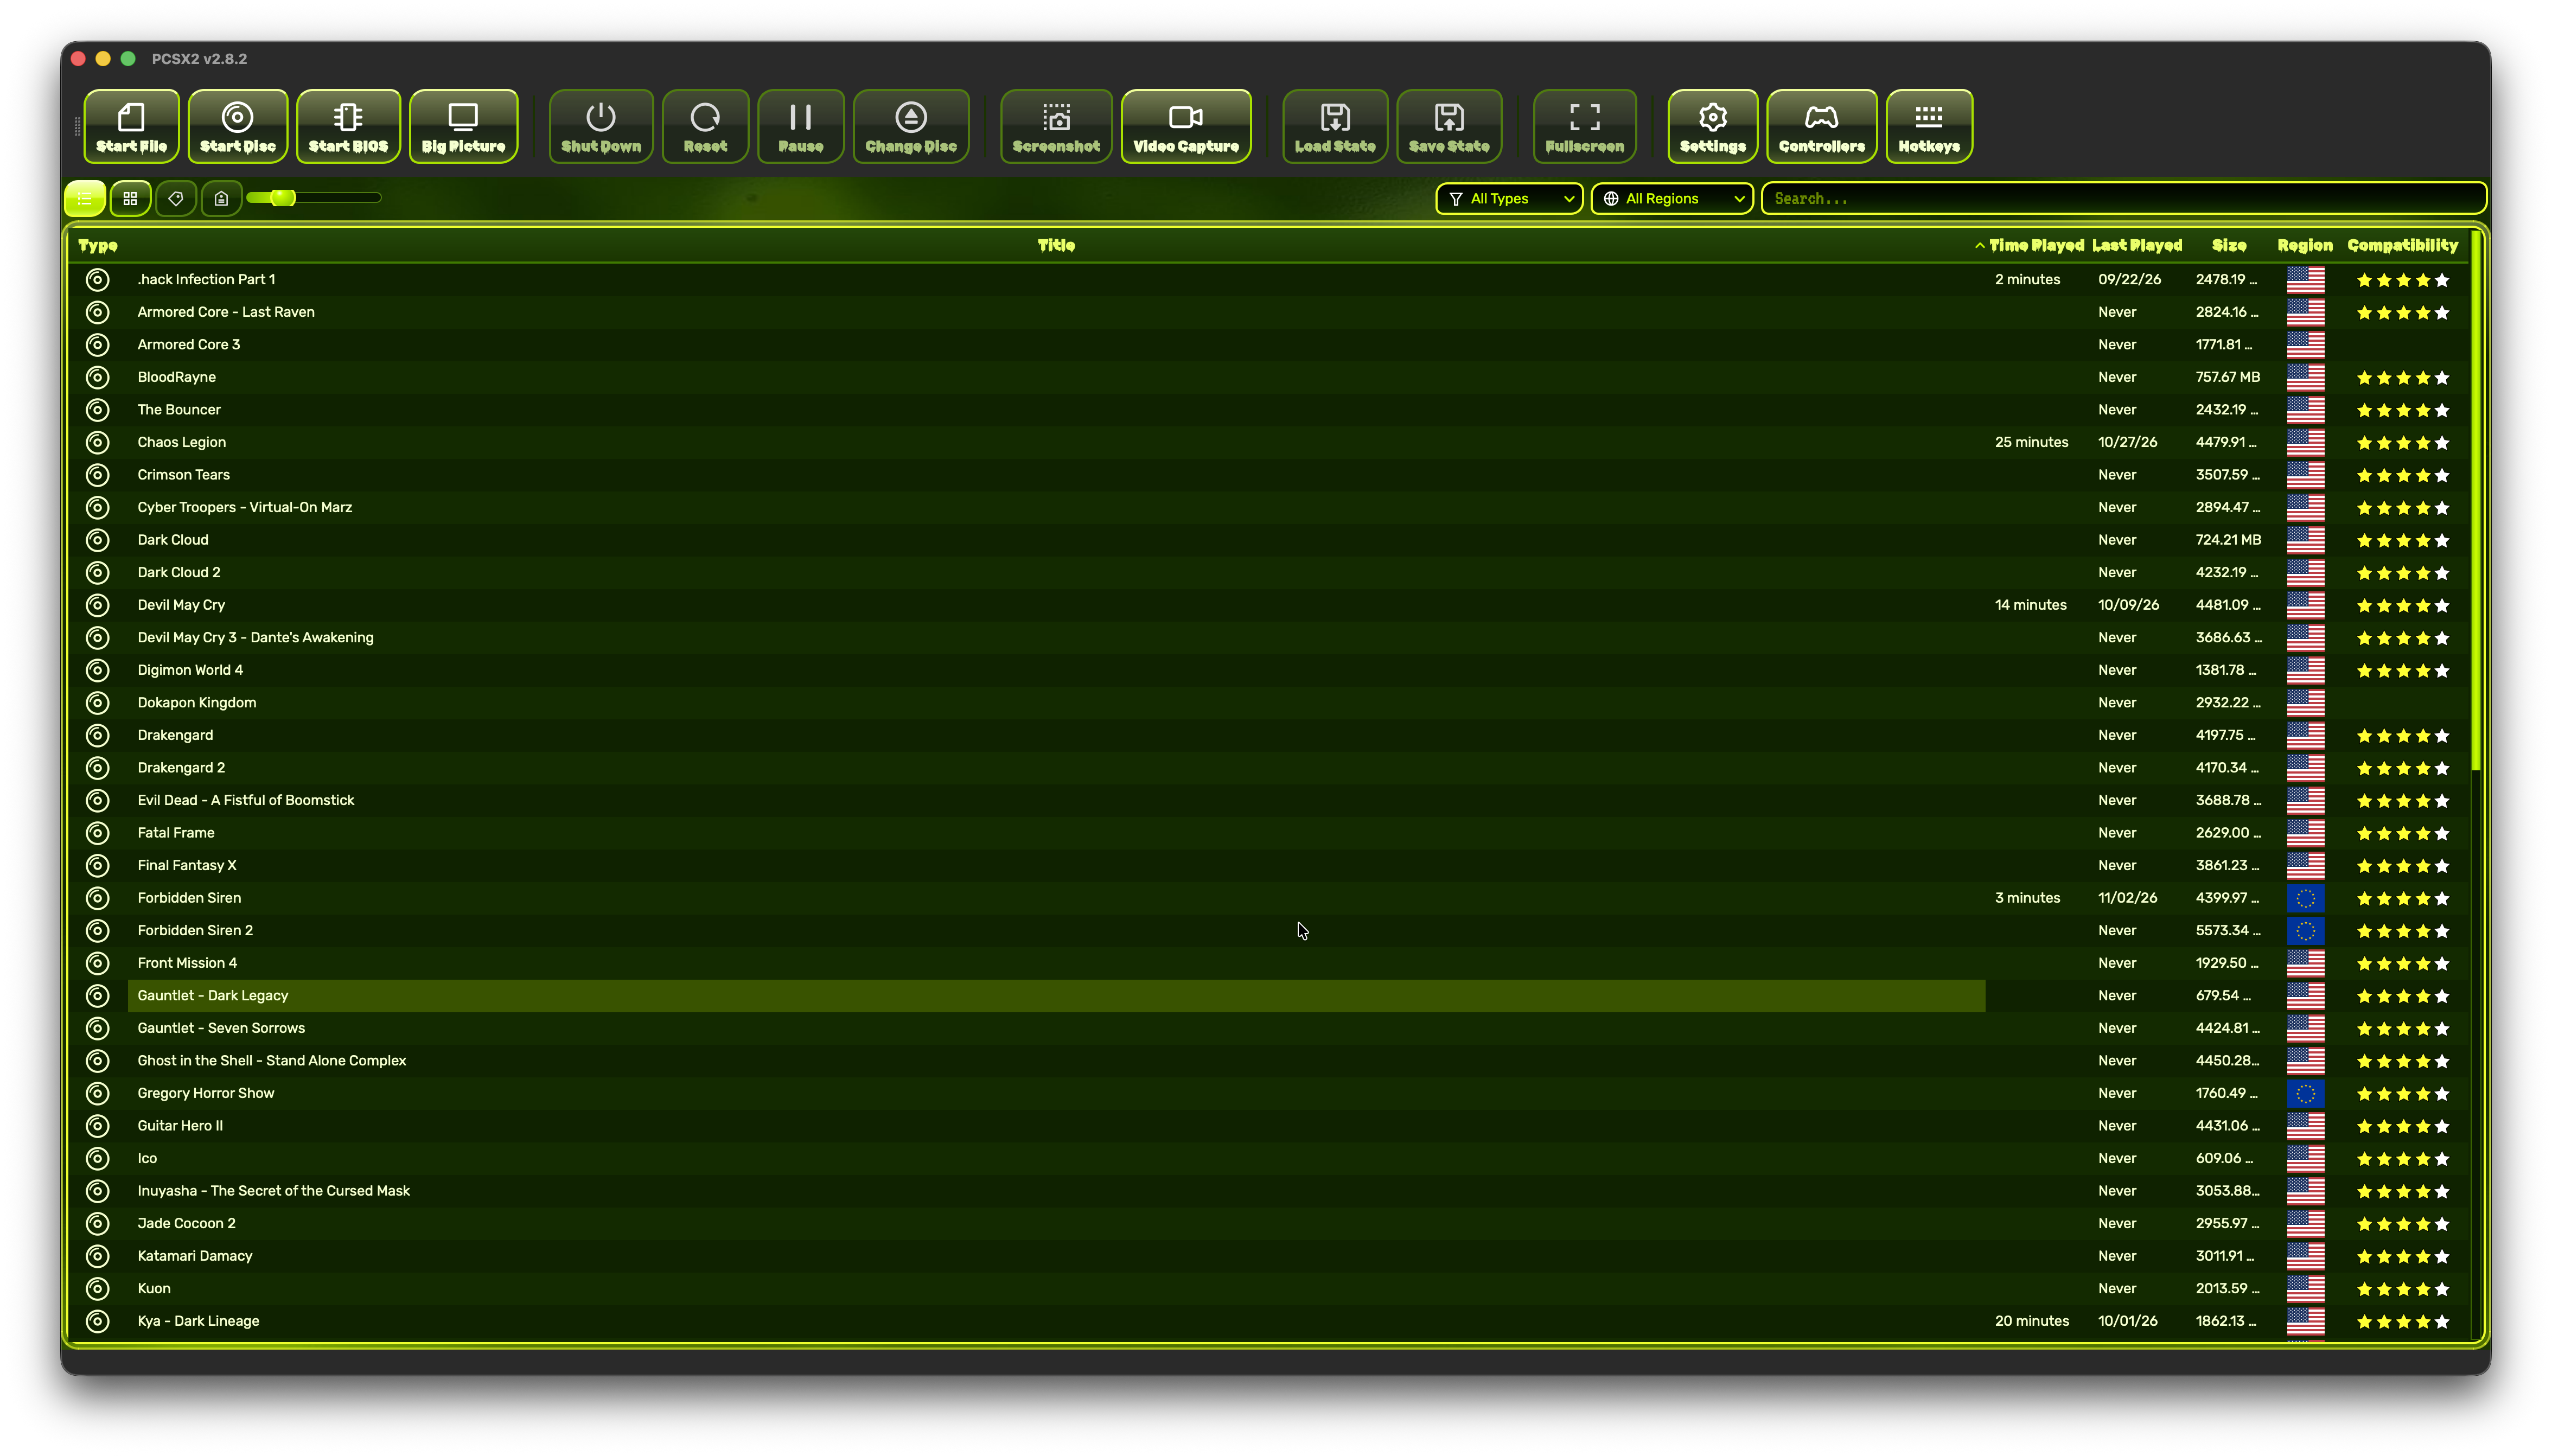 PCSX2 v2.8.2
Start File Start Disc Start BIOS Big Picture Shut Down Reset Pause Change Disc Screenshot Video Capture Load State Save State Fullscreen Settings Controllers Hotkeys
All Types All Regions Search...
Type Title Time Played Last Played Size Region Compatibility
.hack Infection Part 1 2 minutes 09/22/26 2478.19 ...
Armored Core - Last Raven Never 2824.16 ...
Armored Core 3 Never 1771.81 ...
BloodRayne Never 757.67 MB
The Bouncer Never 2432.19 ...
Chaos Legion 25 minutes 10/27/26 4479.91 ...
Crimson Tears Never 3507.59 ...
Cyber Troopers - Virtual-On Marz Never 2894.47 ...
Dark Cloud Never 724.21 MB
Dark Cloud 2 Never 4232.19 ...
Devil May Cry 14 minutes 10/09/26 4481.09 ...
Devil May Cry 3 - Dante's Awakening Never 3686.63 ...
Digimon World 4 Never 1381.78 ...
Dokapon Kingdom Never 2932.22 ...
Drakengard Never 4197.75 ...
Drakengard 2 Never 4170.34 ...
Evil Dead - A Fistful of Boomstick Never 3688.78 ...
Fatal Frame Never 2629.00 ...
Final Fantasy X Never 3861.23 ...
Forbidden Siren 3 minutes 11/02/26 4399.97 ...
Forbidden Siren 2 Never 5573.34 ...
Front Mission 4 Never 1929.50 ...
Gauntlet - Dark Legacy Never 679.54 ...
Gauntlet - Seven Sorrows Never 4424.81 ...
Ghost in the Shell - Stand Alone Complex Never 4450.28...
Gregory Horror Show Never 1760.49 ...
Guitar Hero II Never 4431.06 ...
Ico Never 609.06 ...
Inuyasha - The Secret of the Cursed Mask Never 3053.88...
Jade Cocoon 2 Never 2955.97 ...
Katamari Damacy Never 3011.91 ...
Kuon Never 2013.59 ...
Kya - Dark Lineage 20 minutes 10/01/26 1862.13 ...